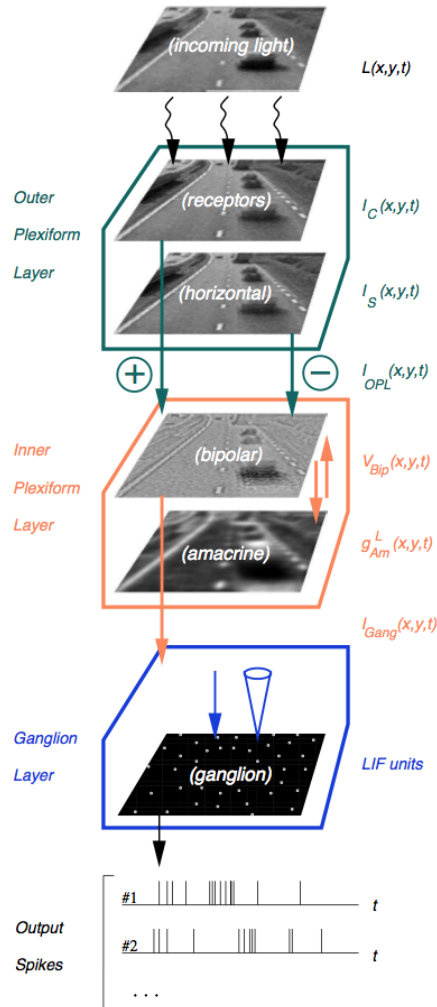 (incoming light)
L(x,y,t)
Outer
Plexiform
Layer
(receptors)
I_C(x,y,t)
(horizontal)
I_S(x,y,t)
+
−
I_OPL(x,y,t)
Inner
Plexiform
Layer
(bipolar)
V_Bip(x,y,t)
(amacrine)
g^L_Am(x,y,t)
I_Gang(x,y,t)
Ganglion
Layer
(ganglion)
LIF units
Output
Spikes
#1
t
#2
t
. . .